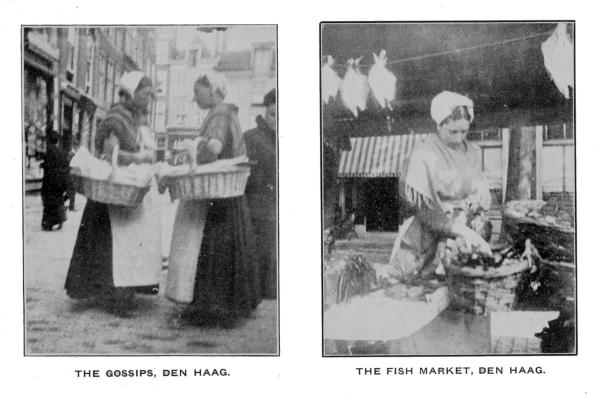 THE GOSSIPS, DEN HAAG.
THE FISH MARKET, DEN HAAG.